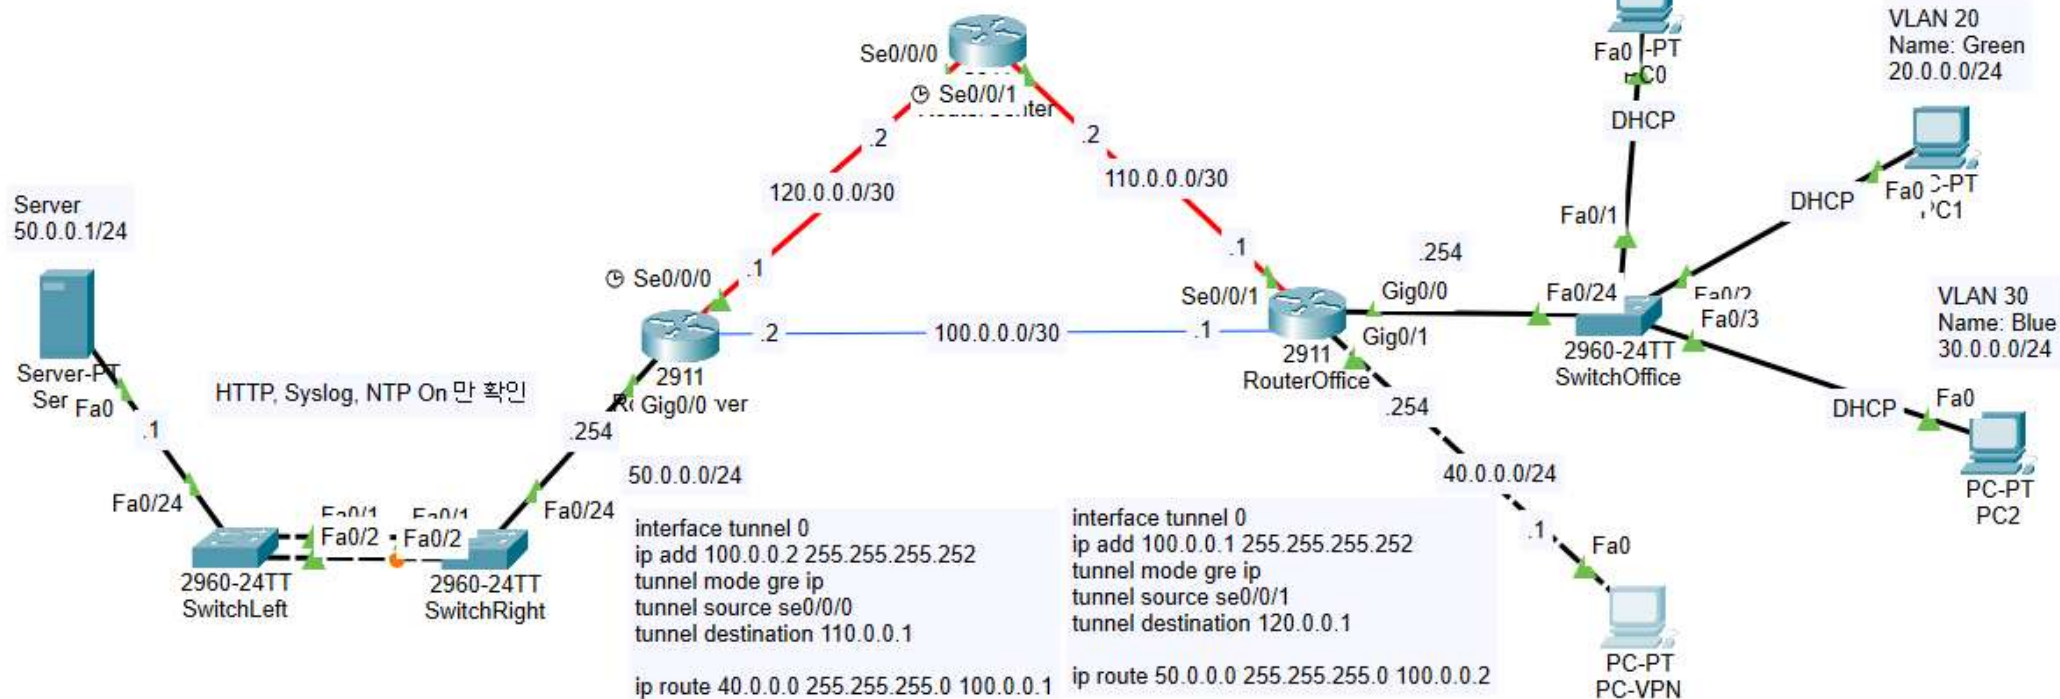 Se0/0/0
Se0/0/1
.2
.2
120.0.0.0/30
110.0.0.0/30
.1
.1
Server
50.0.0.1/24
Server-PT
Fa0
.1
HTTP, Syslog, NTP On 만 확인
Fa0/24
Fa0/1
Fa0/1
Fa0/2
Fa0/2
2960-24TT
SwitchLeft
2960-24TT
SwitchRight
Fa0/24
.254
50.0.0.0/24
Se0/0/0
2911
Gig0/0
.2
100.0.0.0/30
.1
Se0/0/1
Gig0/0
.254
Gig0/1
2911
RouterOffice
.254
40.0.0.0/24
.1
Fa0
PC-PT
PC-VPN
Fa0/24
Fa0/1
Fa0/2
Fa0/3
2960-24TT
SwitchOffice
DHCP
Fa0
DHCP
Fa0
VLAN 20
Name: Green
20.0.0.0/24
VLAN 30
Name: Blue
30.0.0.0/24
DHCP
Fa0
PC-PT
PC2
interface tunnel 0
ip add 100.0.0.2 255.255.255.252
tunnel mode gre ip
tunnel source se0/0/0
tunnel destination 110.0.0.1
ip route 40.0.0.0 255.255.255.0 100.0.0.1
interface tunnel 0
ip add 100.0.0.1 255.255.255.252
tunnel mode gre ip
tunnel source se0/0/1
tunnel destination 120.0.0.1
ip route 50.0.0.0 255.255.255.0 100.0.0.2